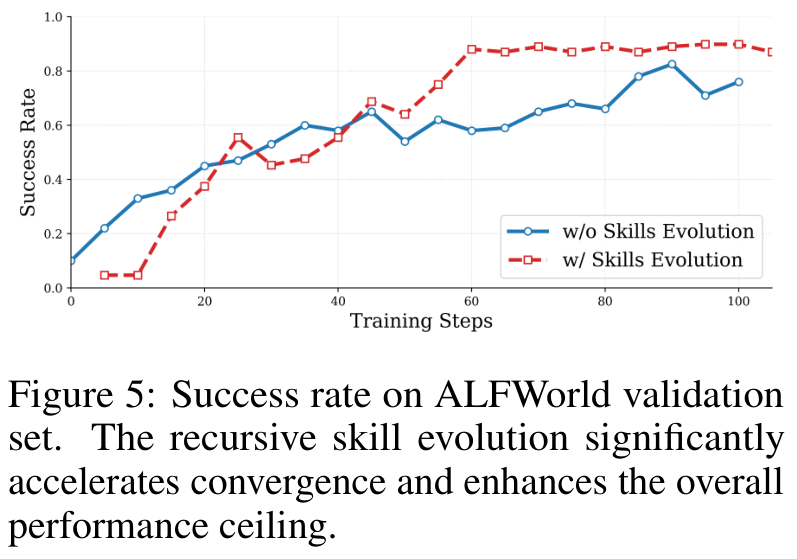 1.0
0.8
0.6
0.4
0.2
0.0
Success Rate
w/o Skills Evolution
w/ Skills Evolution
0 20 40 60 80 100
Training Steps
Figure 5: Success rate on ALFWorld validation
set. The recursive skill evolution significantly
accelerates convergence and enhances the overall
performance ceiling.